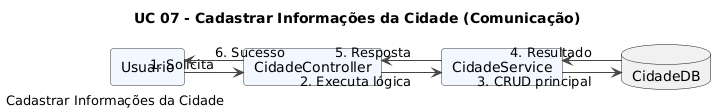 UC 07 - Cadastrar Informações da Cidade (Comunicação)
6. Sucesso
5. Resposta
4. Resultado
Usuário
1. Solicita
CidadeController
CidadeService
CidadeDB
2. Executa lógica
3. CRUD principal
Cadastrar Informações da Cidade